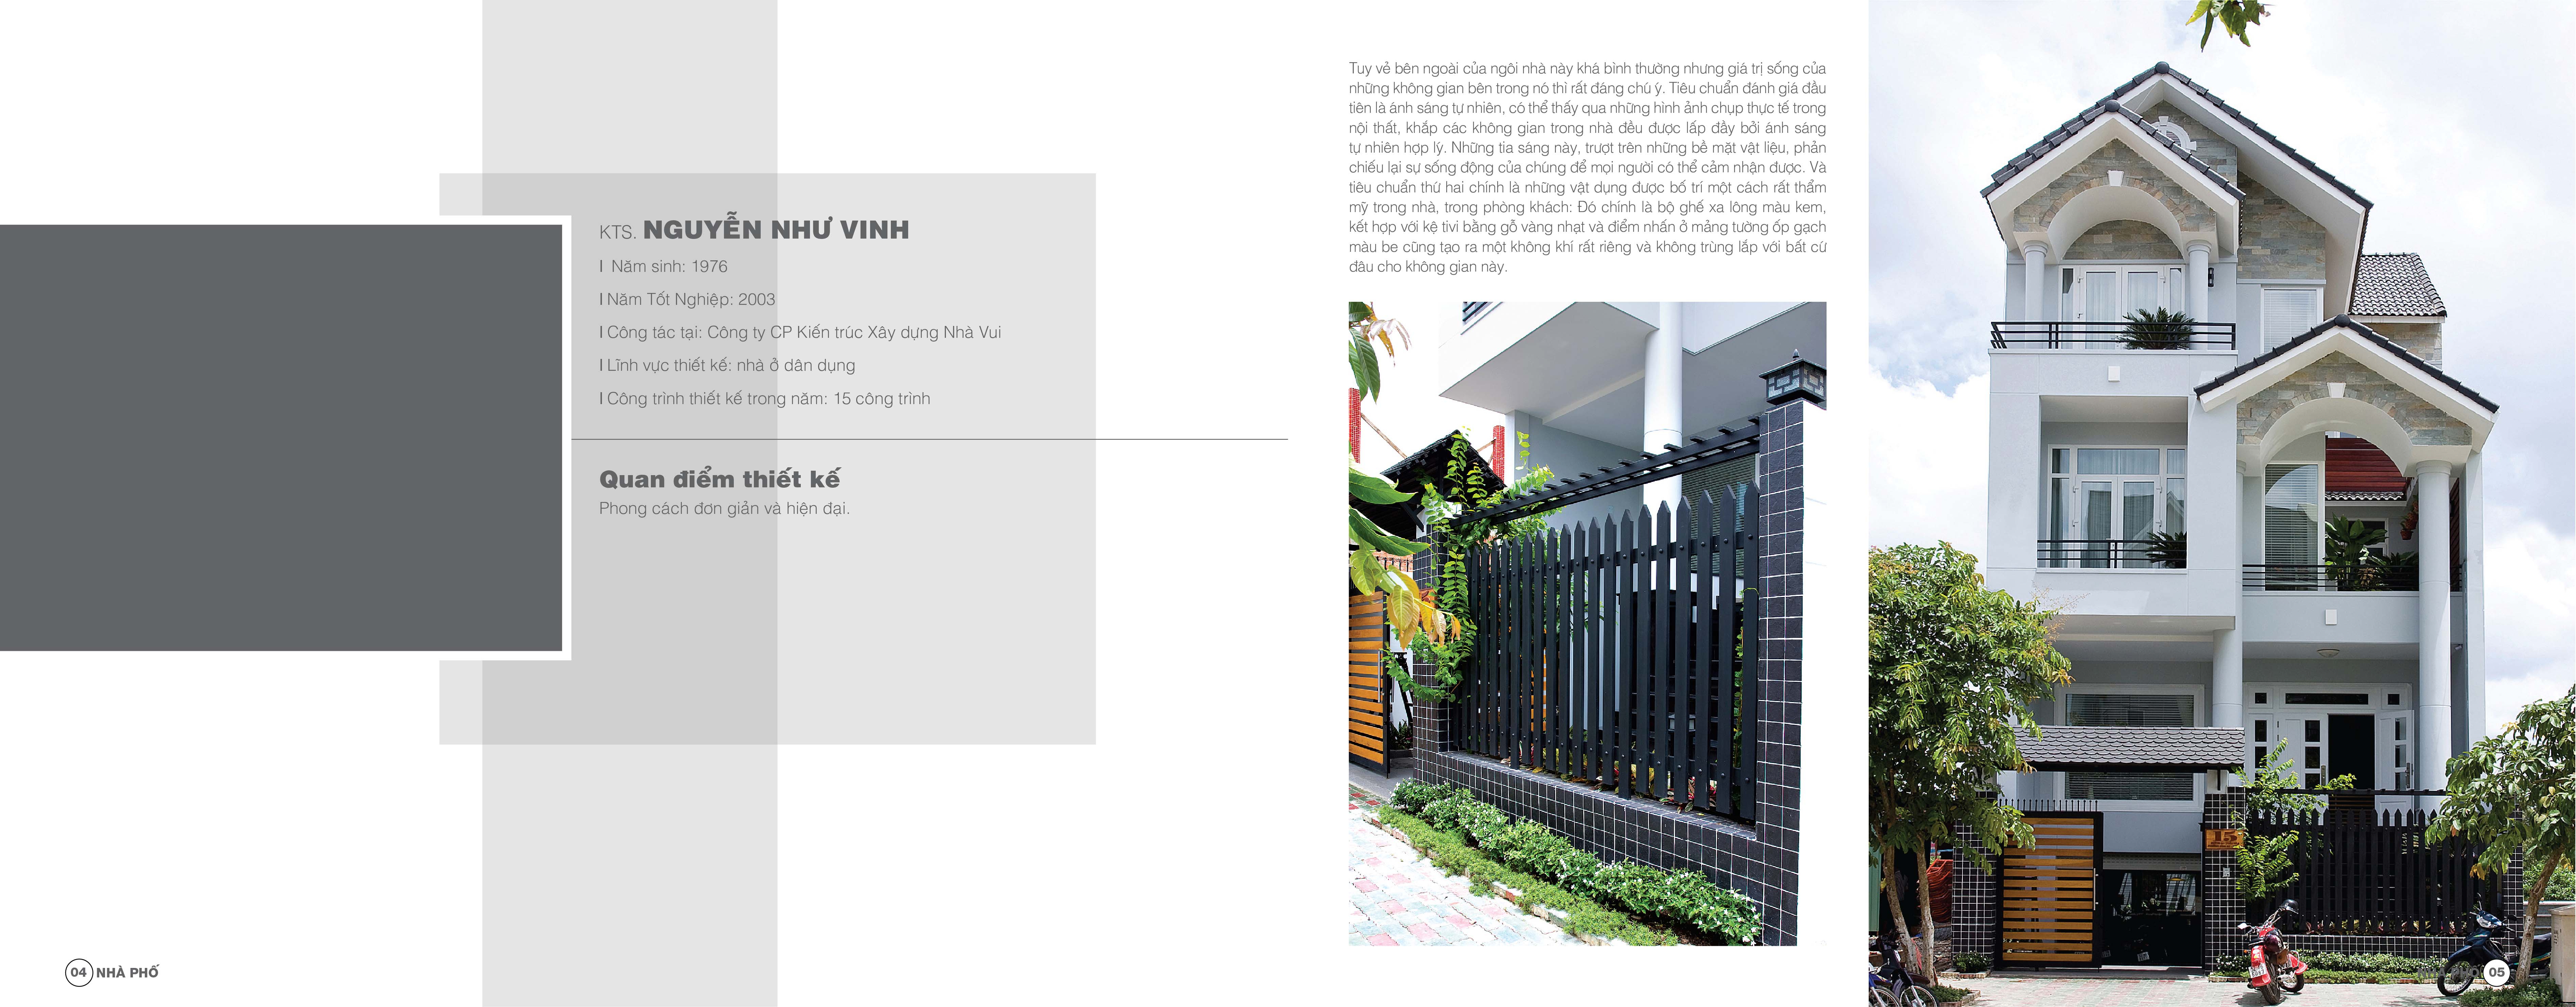 KTS. NGUYỄN NHƯ VINH
I Năm sinh: 1976
I Năm Tốt Nghiệp: 2003
I Công tác tại: Công ty CP Kiến trúc Xây dựng Nhà Vui
I Lĩnh vực thiết kế: nhà ở dân dụng
I Công trình thiết kế trong năm: 15 công trình
Quan điểm thiết kế
Phong cách đơn giản và hiện đại.
04 NHÀ PHỐ
Tuy vẻ bên ngoài của ngôi nhà này khá bình thường nhưng giá trị sống của
những không gian bên trong nó thì rất đáng chú ý. Tiêu chuẩn đánh giá đầu
tiên là ánh sáng tự nhiên, có thể thấy qua những hình ảnh chụp thực tế trong
nội thất, khắp các không gian trong nhà đều được lấp đầy bởi ánh sáng
tự nhiên hợp lý. Những tia sáng này, trượt trên những bề mặt vật liệu, phản
chiếu lại sự sống động của chúng để mọi người có thể cảm nhận được. Và
tiêu chuẩn thứ hai chính là những vật dụng được bố trí một cách rất thẩm
mỹ trong nhà, trong phòng khách: Đó chính là bộ ghế xa lông màu kem,
kết hợp với kệ tivi bằng gỗ vàng nhạt và điểm nhấn ở mảng tường ốp gạch
màu be cũng tạo ra một không khí rất riêng và không trùng lắp với bất cứ
đâu cho không gian này.
15
NHÀ PHỐ 05